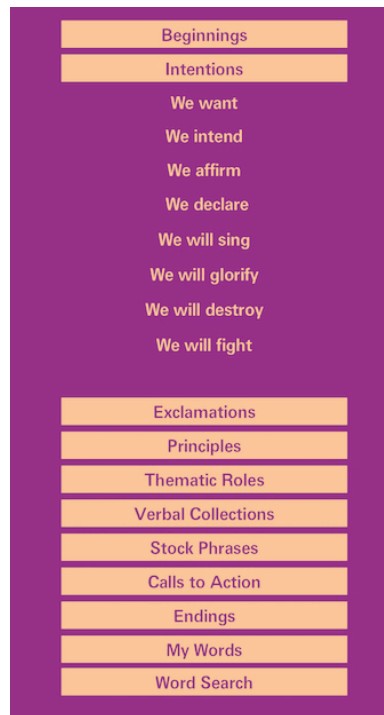 Beginnings
Intentions
We want
We intend
We affirm
We declare
We will sing
We will glorify
We will destroy
We will fight
Exclamations
Principles
Thematic Roles
Verbal Collections
Stock Phrases
Calls to Action
Endings
My Words
Word Search